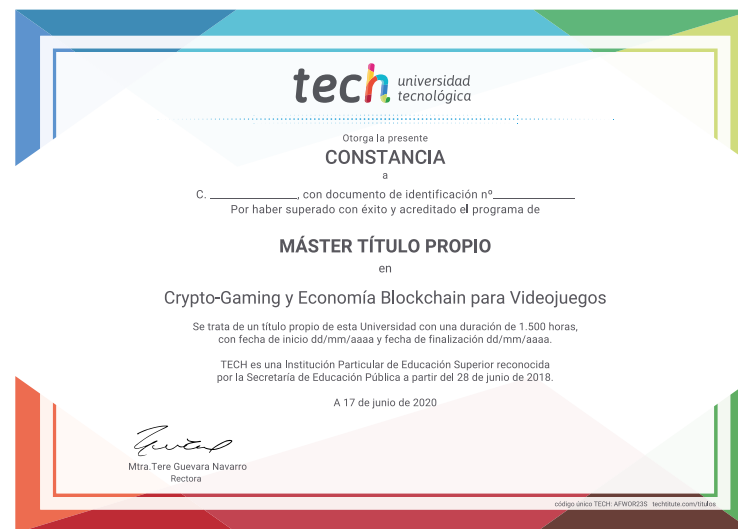 tech universidad
tecnológica
Otorga la presente
CONSTANCIA
a
C. ______________, con documento de identificación nº_____________
Por haber superado con éxito y acreditado el programa de
MÁSTER TÍTULO PROPIO
en
Crypto-Gaming y Economía Blockchain para Videojuegos
Se trata de un título propio de esta Universidad con una duración de 1.500 horas,
con fecha de inicio dd/mm/aaaa y fecha de finalización dd/mm/aaaa.
TECH es una Institución Particular de Educación Superior reconocida
por la Secretaría de Educación Pública a partir del 28 de junio de 2018.
A 17 de junio de 2020
Mtra.Tere Guevara Navarro
Rectora
código único TECH: AFWOR23S techtitute.com/titulos